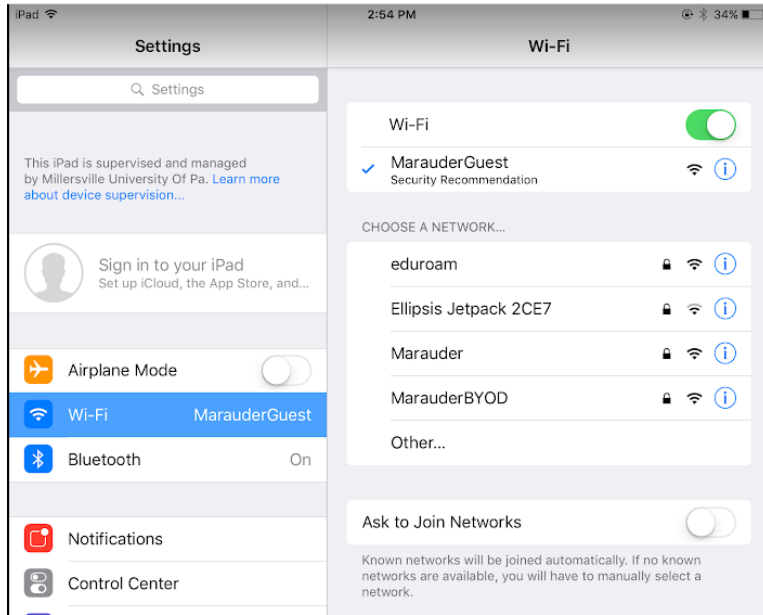 iPad
2:54 PM
34%
Settings
Wi-Fi
Settings
This iPad is supervised and managed
by Millersville University Of Pa. Learn more
about device supervision...
Sign in to your iPad
Set up iCloud, the App Store, and...
Airplane Mode
Wi-Fi MarauderGuest
Bluetooth On
Notifications
Control Center
Wi-Fi
MarauderGuest
Security Recommendation
CHOOSE A NETWORK...
eduroam
Ellipsis Jetpack 2CE7
Marauder
MarauderBYOD
Other...
Ask to Join Networks
Known networks will be joined automatically. If no known
networks are available, you will have to manually select a
network.